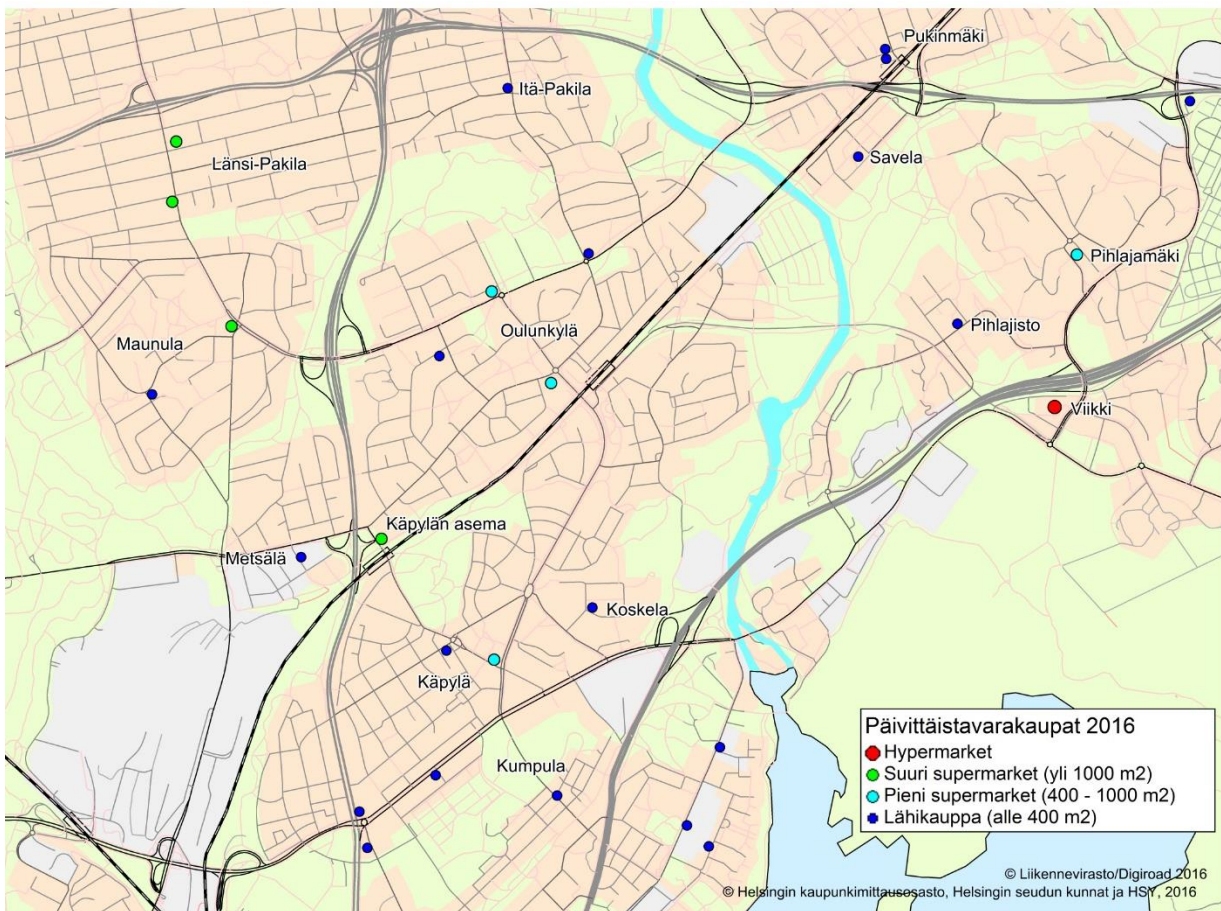 Pukinmäki
Itä-Pakila
Länsi-Pakila
Savela
Pihlajamäki
Oulunkylä
Pihlajisto
Maunula
Viikki
Käpylän asema
Metsälä
Koskela
Käpylä
Kumpula
Päivittäistavarakaupat 2016
Hypermarket
Suuri supermarket (yli 1000 m2)
Pieni supermarket (400 - 1000 m2)
Lähikauppa (alle 400 m2)
© Liikennevirasto/Digiroad 2016
© Helsingin kaupunkimittausosasto, Helsingin seudun kunnat ja HSY, 2016